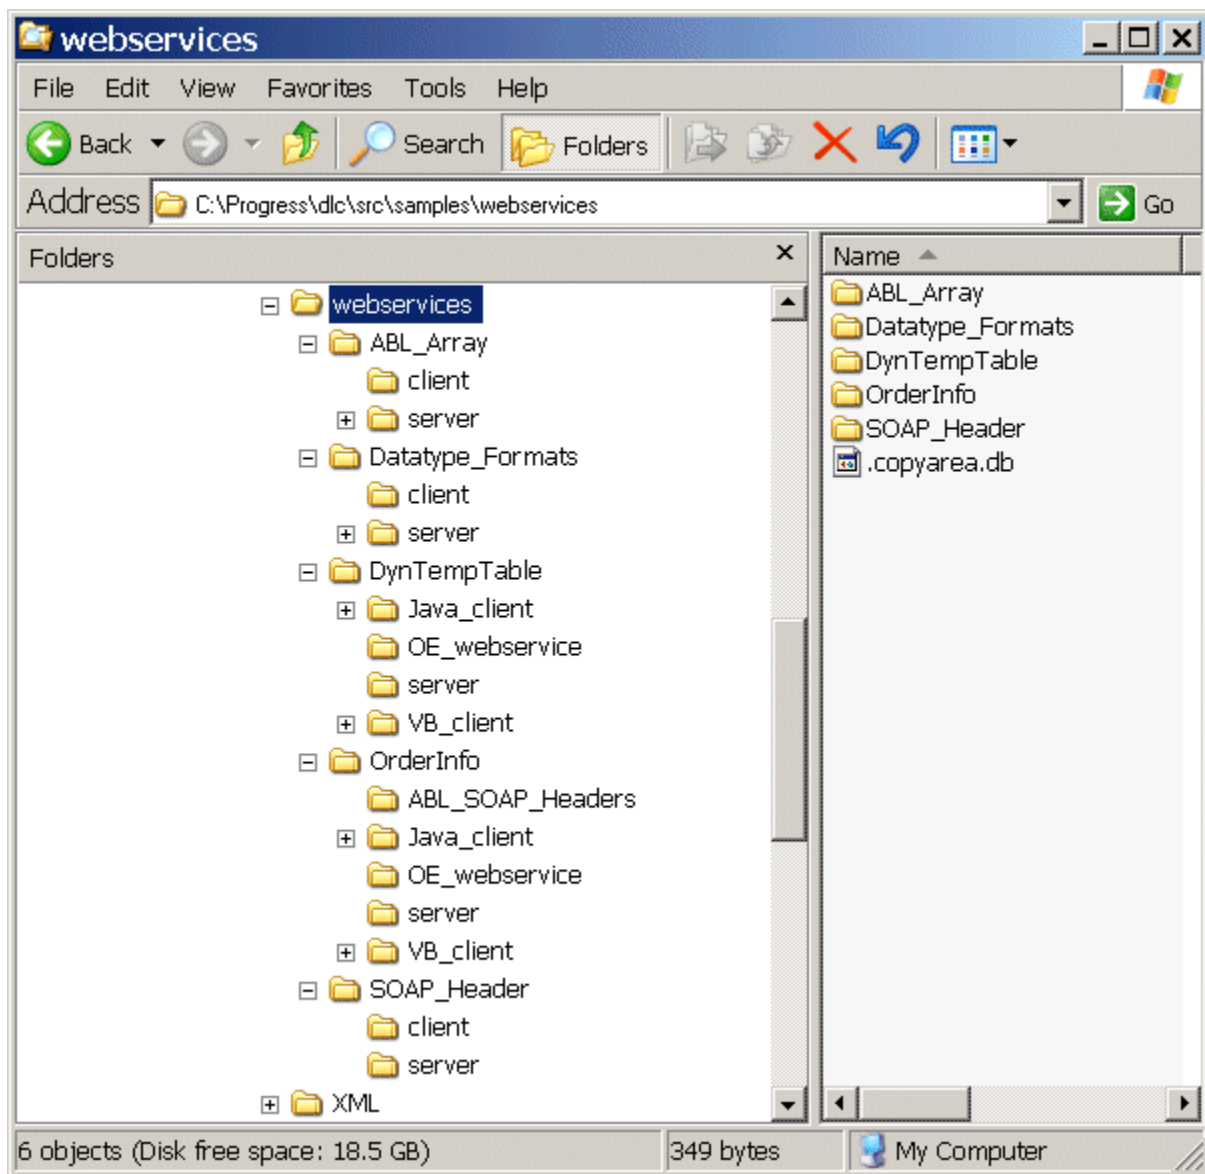 webservices
File Edit View Favorites Tools Help
Back Search Folders
Address C:\Progress\dlc\src\samples\webservices Go
Folders
webservices
ABL_Array
client
server
Datatype_Formats
client
server
DynTempTable
Java_client
OE_webservice
server
VB_client
OrderInfo
ABL_SOAP_Headers
Java_client
OE_webservice
server
VB_client
SOAP_Header
client
server
XML
Name
ABL_Array
Datatype_Formats
DynTempTable
OrderInfo
SOAP_Header
.copyarea.db
6 objects (Disk free space: 18.5 GB) 349 bytes My Computer